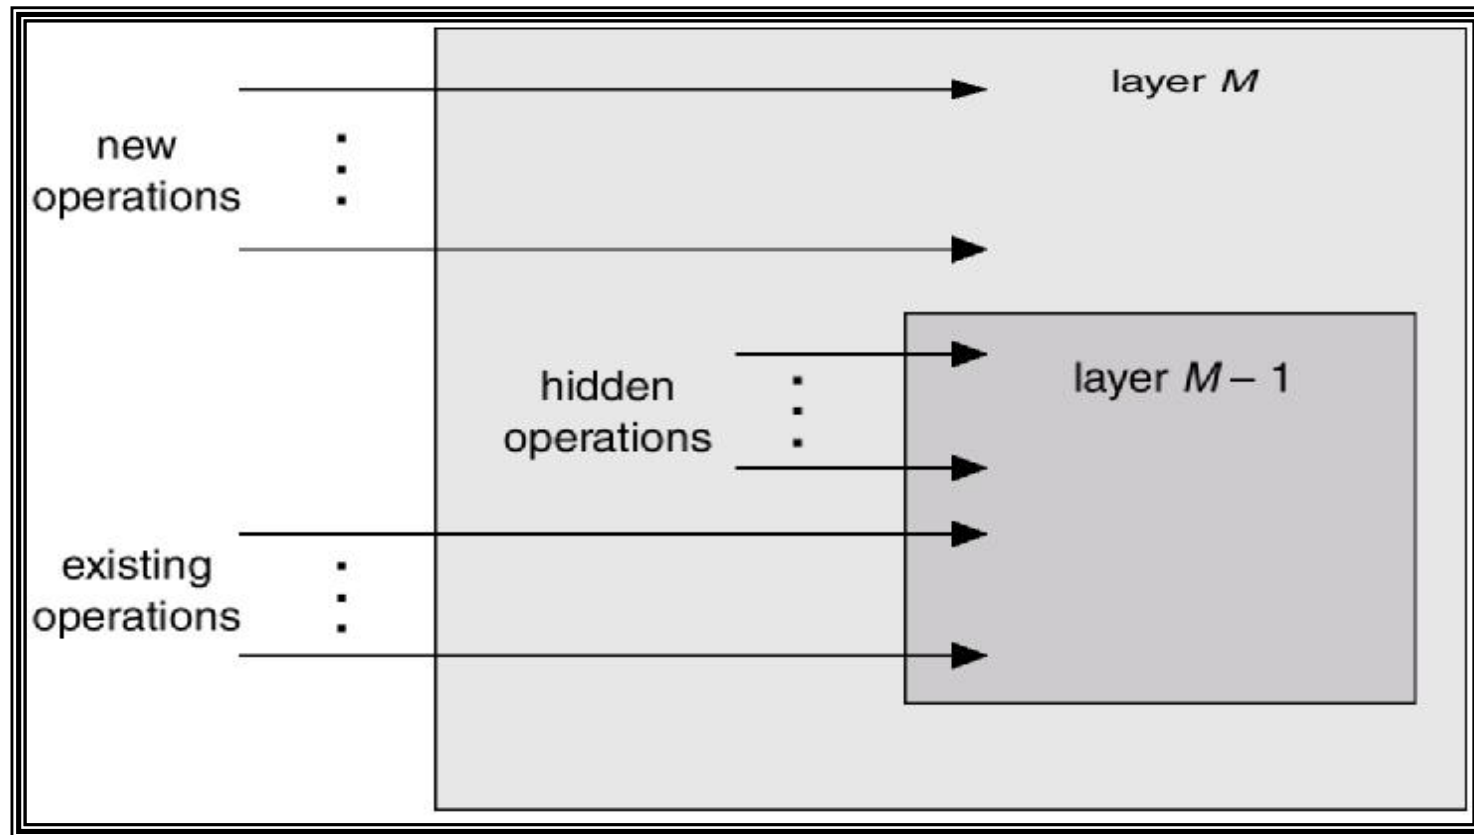 layer M
new
operations
hidden
operations
layer M – 1
existing
operations